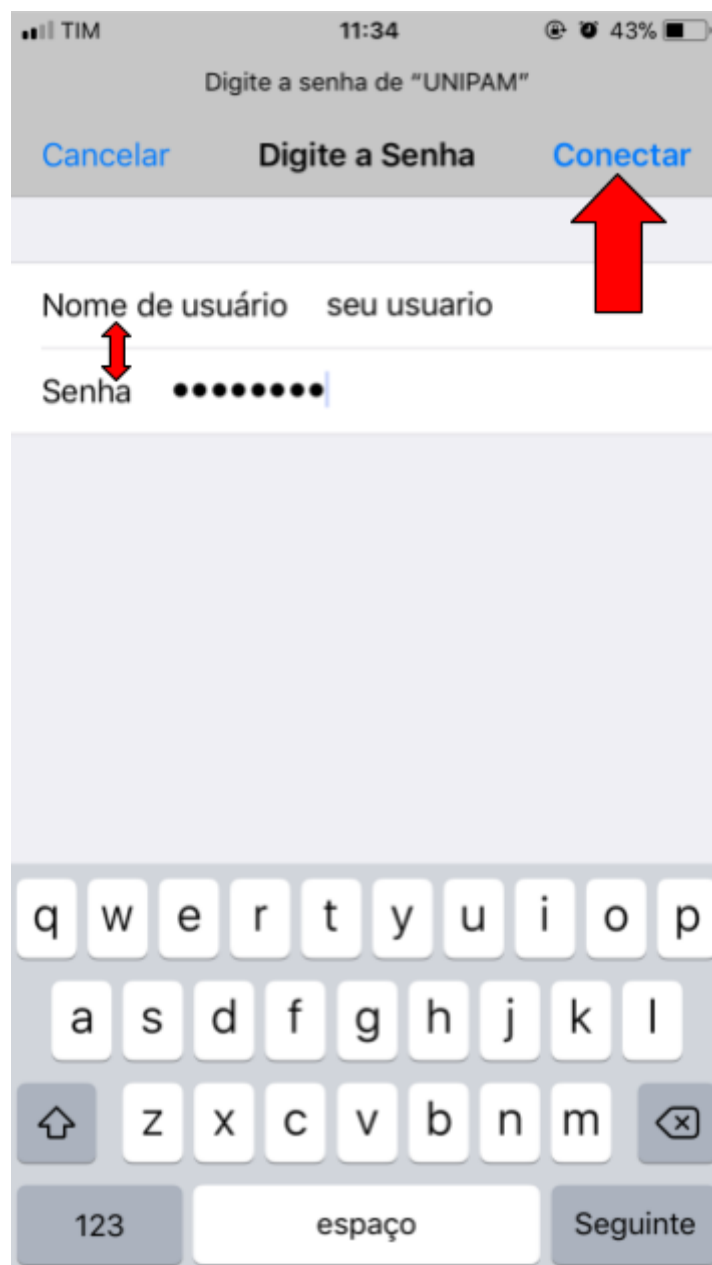 TIM 11:34 43%
Digite a senha de “UNIPAM”
Cancelar Digite a Senha Conectar
Nome de usuário seu usuario
Senha ••••••••
q w e r t y u i o p
a s d f g h j k l
z x c v b n m
123 espaço Seguinte